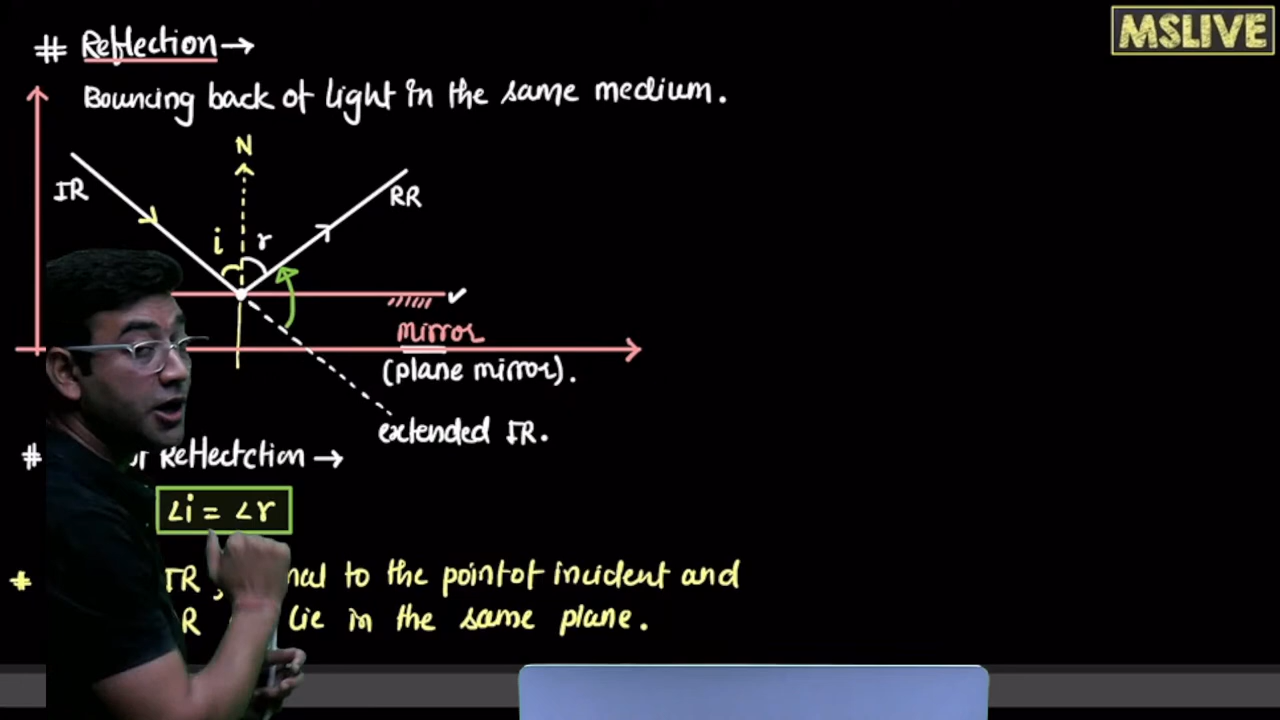 MSLIVE
# Reflection →
Bouncing back of light in the same medium.
N
IR
RR
i
r
mirror
(plane mirror).
extended IR.
# Reflectction →
∠i = ∠r
* IR, to the point of incident and
lie in the same plane.